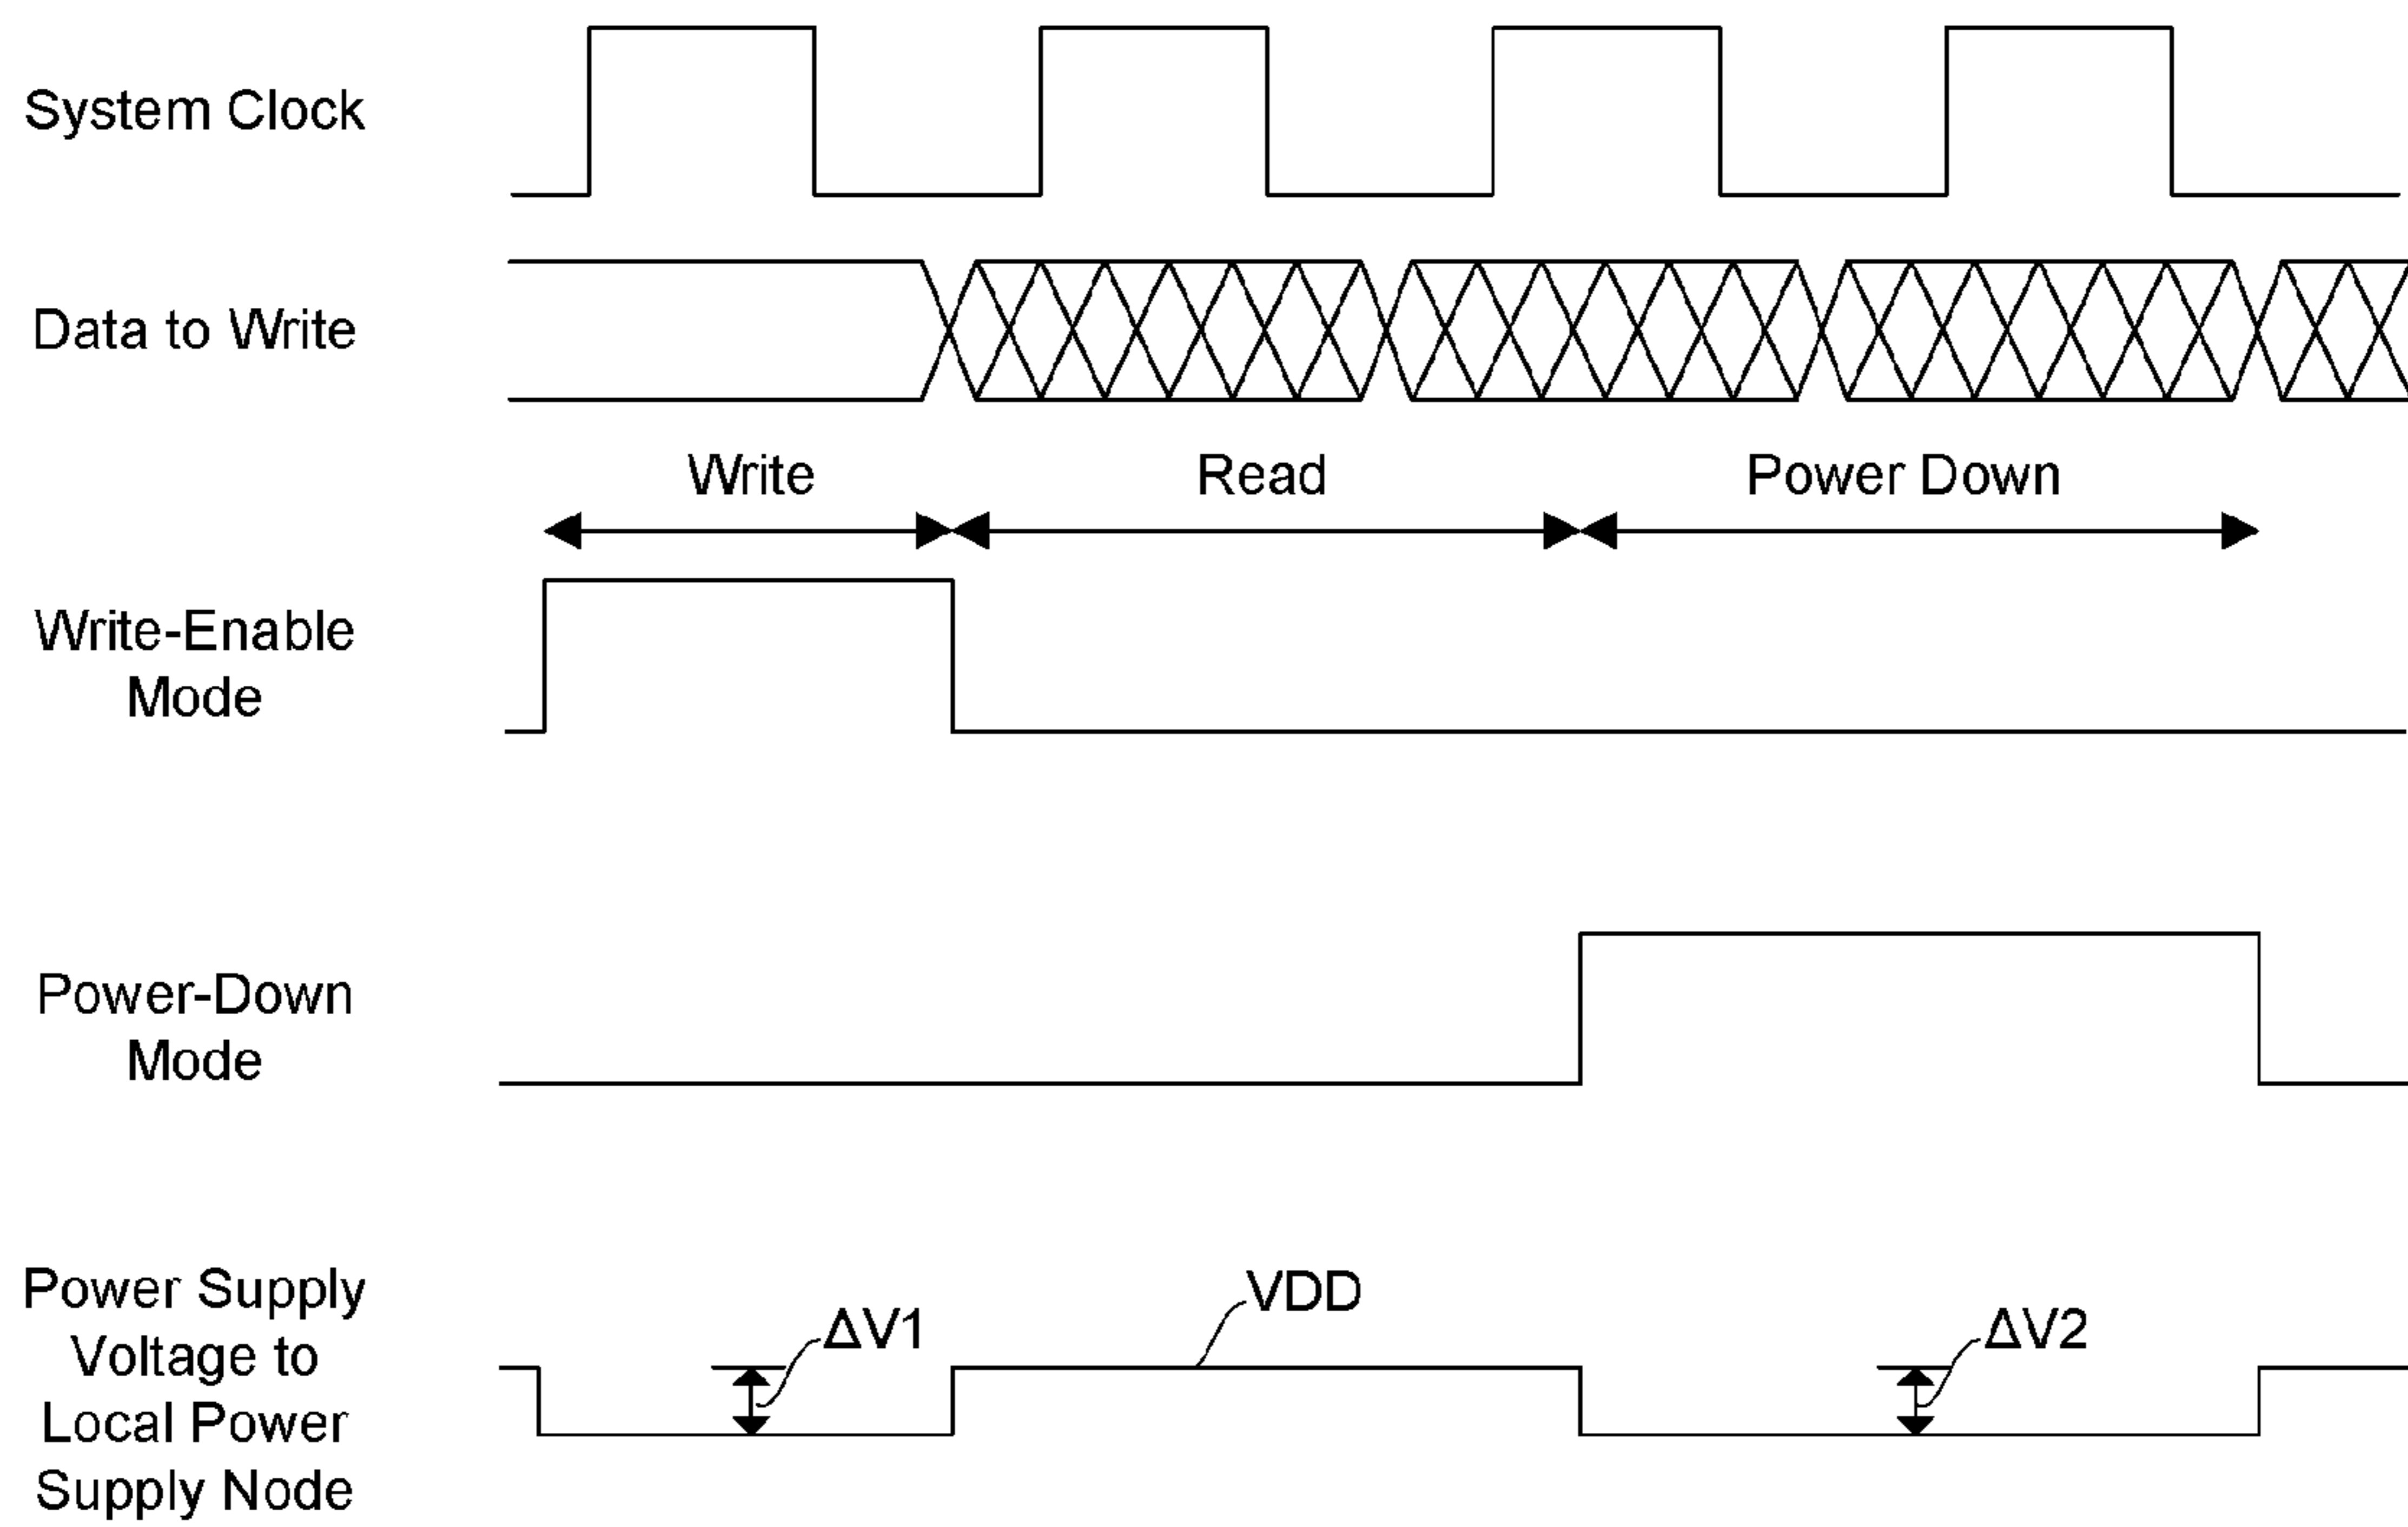 System Clock
Data to Write
Write
Read
Power Down
Write-Enable
Mode
Power-Down
Mode
Power Supply
Voltage to
Local Power
Supply Node
ΔV1
VDD
ΔV2